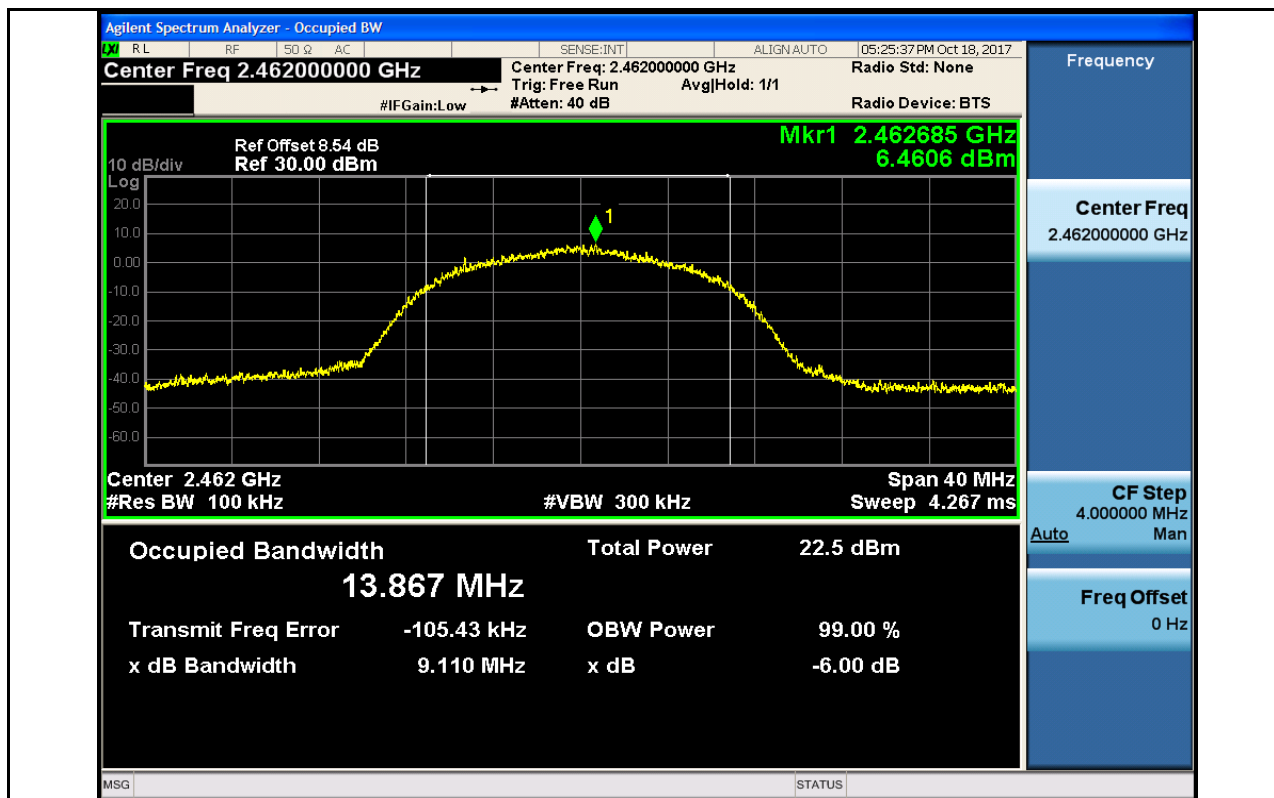 Agilent Spectrum Analyzer - Occupied BW
LXI RL RF 50 Ω AC SENSE:INT ALIGN AUTO 05:25:37 PM Oct 18, 2017
Center Freq 2.462000000 GHz
Center Freq: 2.462000000 GHz
Radio Std: None
Trig: Free Run Avg|Hold: 1/1
#IFGain:Low
#Atten: 40 dB
Radio Device: BTS
Mkr1 2.462685 GHz
6.4606 dBm
Ref Offset 8.54 dB
10 dB/div Ref 30.00 dBm
Log
20.0
10.0
0.00
-10.0
-20.0
-30.0
-40.0
-50.0
-60.0
1
Center 2.462 GHz
Span 40 MHz
#Res BW 100 kHz
#VBW 300 kHz
Sweep 4.267 ms
Occupied Bandwidth
13.867 MHz
Total Power 22.5 dBm
Transmit Freq Error -105.43 kHz
OBW Power 99.00 %
x dB Bandwidth 9.110 MHz
x dB -6.00 dB
MSG
STATUS
Frequency
Center Freq
2.462000000 GHz
CF Step
4.000000 MHz
Auto Man
Freq Offset
0 Hz